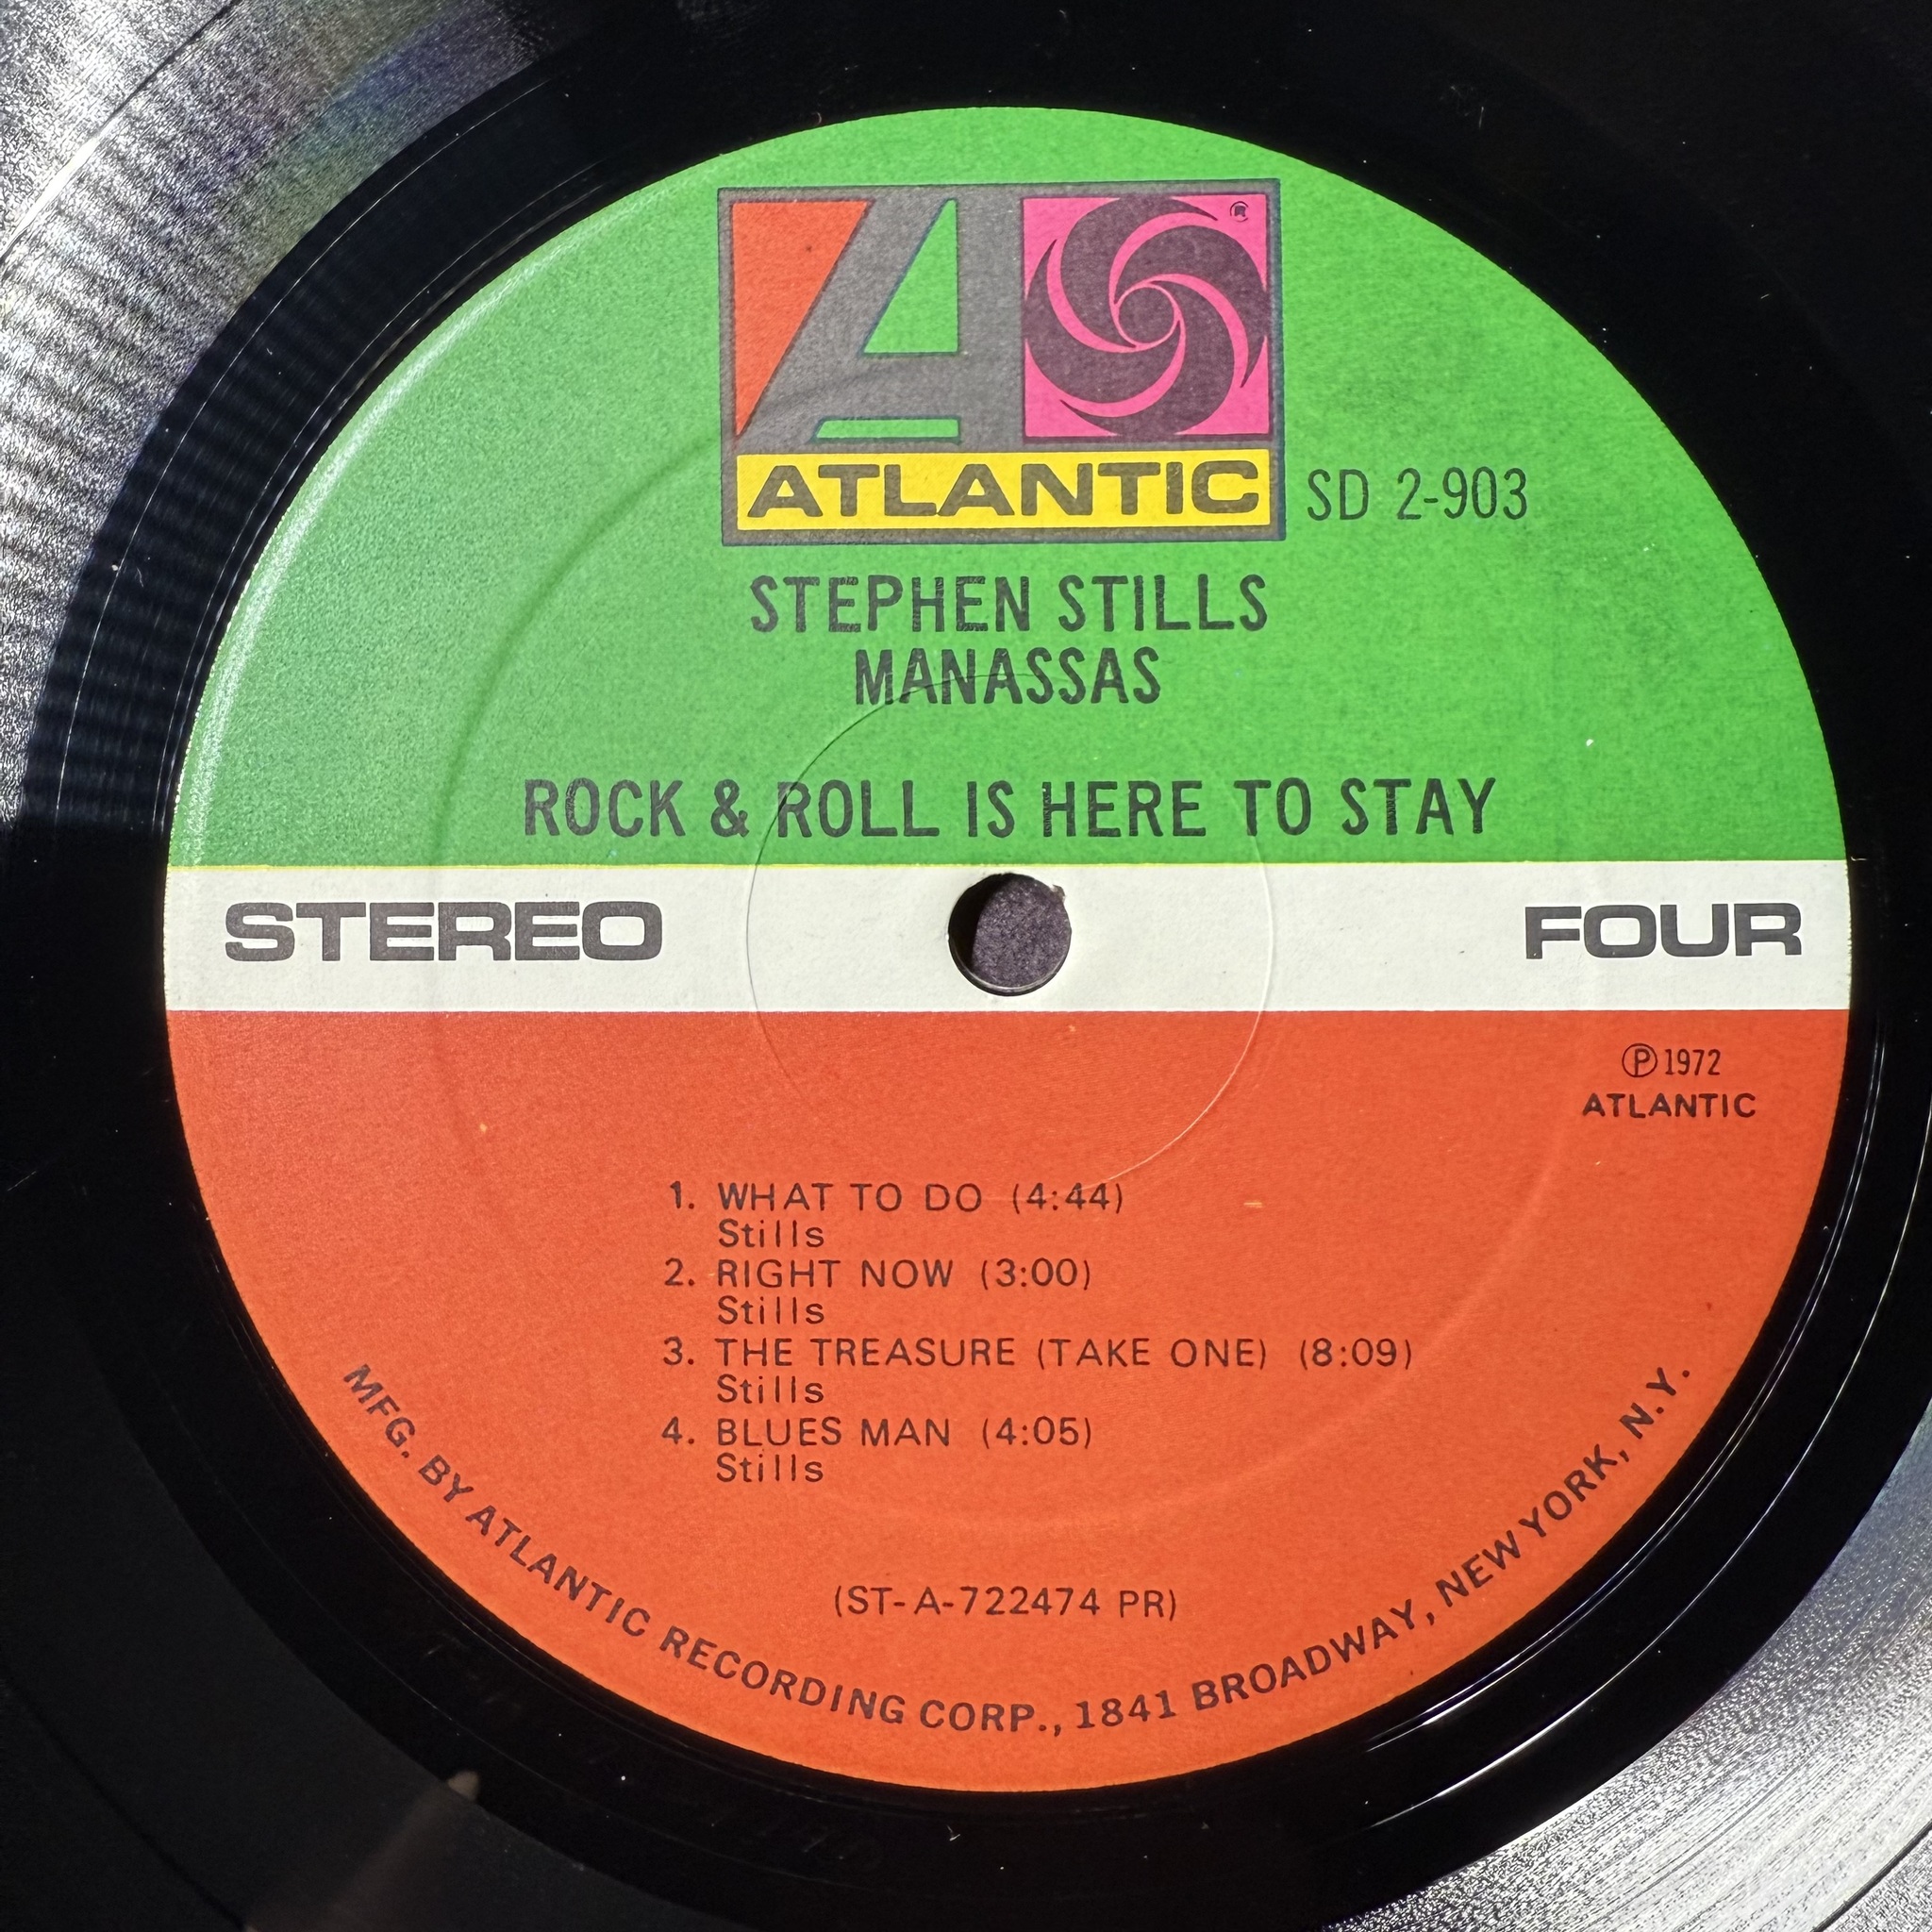 ATLANTIC
®
SD 2-903
STEPHEN STILLS
MANASSAS
ROCK & ROLL IS HERE TO STAY
STEREO
FOUR
℗1972
ATLANTIC
1. WHAT TO DO (4:44)
Stills
2. RIGHT NOW (3:00)
Stills
3. THE TREASURE (TAKE ONE) (8:09)
Stills
4. BLUES MAN (4:05)
Stills
(ST-A-722474 PR)
MFG. BY ATLANTIC RECORDING CORP., 1841 BROADWAY, NEW YORK, N.Y.